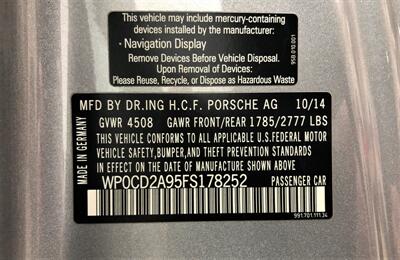 This vehicle may include mercury-containing
devices installed by the manufacturer:
• Navigation Display
Remove Devices Before Vehicle Disposal.
Upon Removal of Devices:
Please Reuse, Recycle, or Dispose as Hazardous Waste
958 010 001
MFD BY DR.ING H.C.F. PORSCHE AG 10/14
GVWR 4508 GAWR FRONT/REAR 1785/2777 LBS
THIS VEHICLE CONFORMS TO ALL APPLICABLE U.S.FEDERAL MOTOR
VEHICLE SAFETY,BUMPER,AND THEFT PREVENTION STANDARDS
IN EFFECT ON THE DATE OF MANUFACTURE SHOWN ABOVE
WP0CD2A95FS178252 PASSENGER CAR
MADE IN GERMANY
991.701.111.34